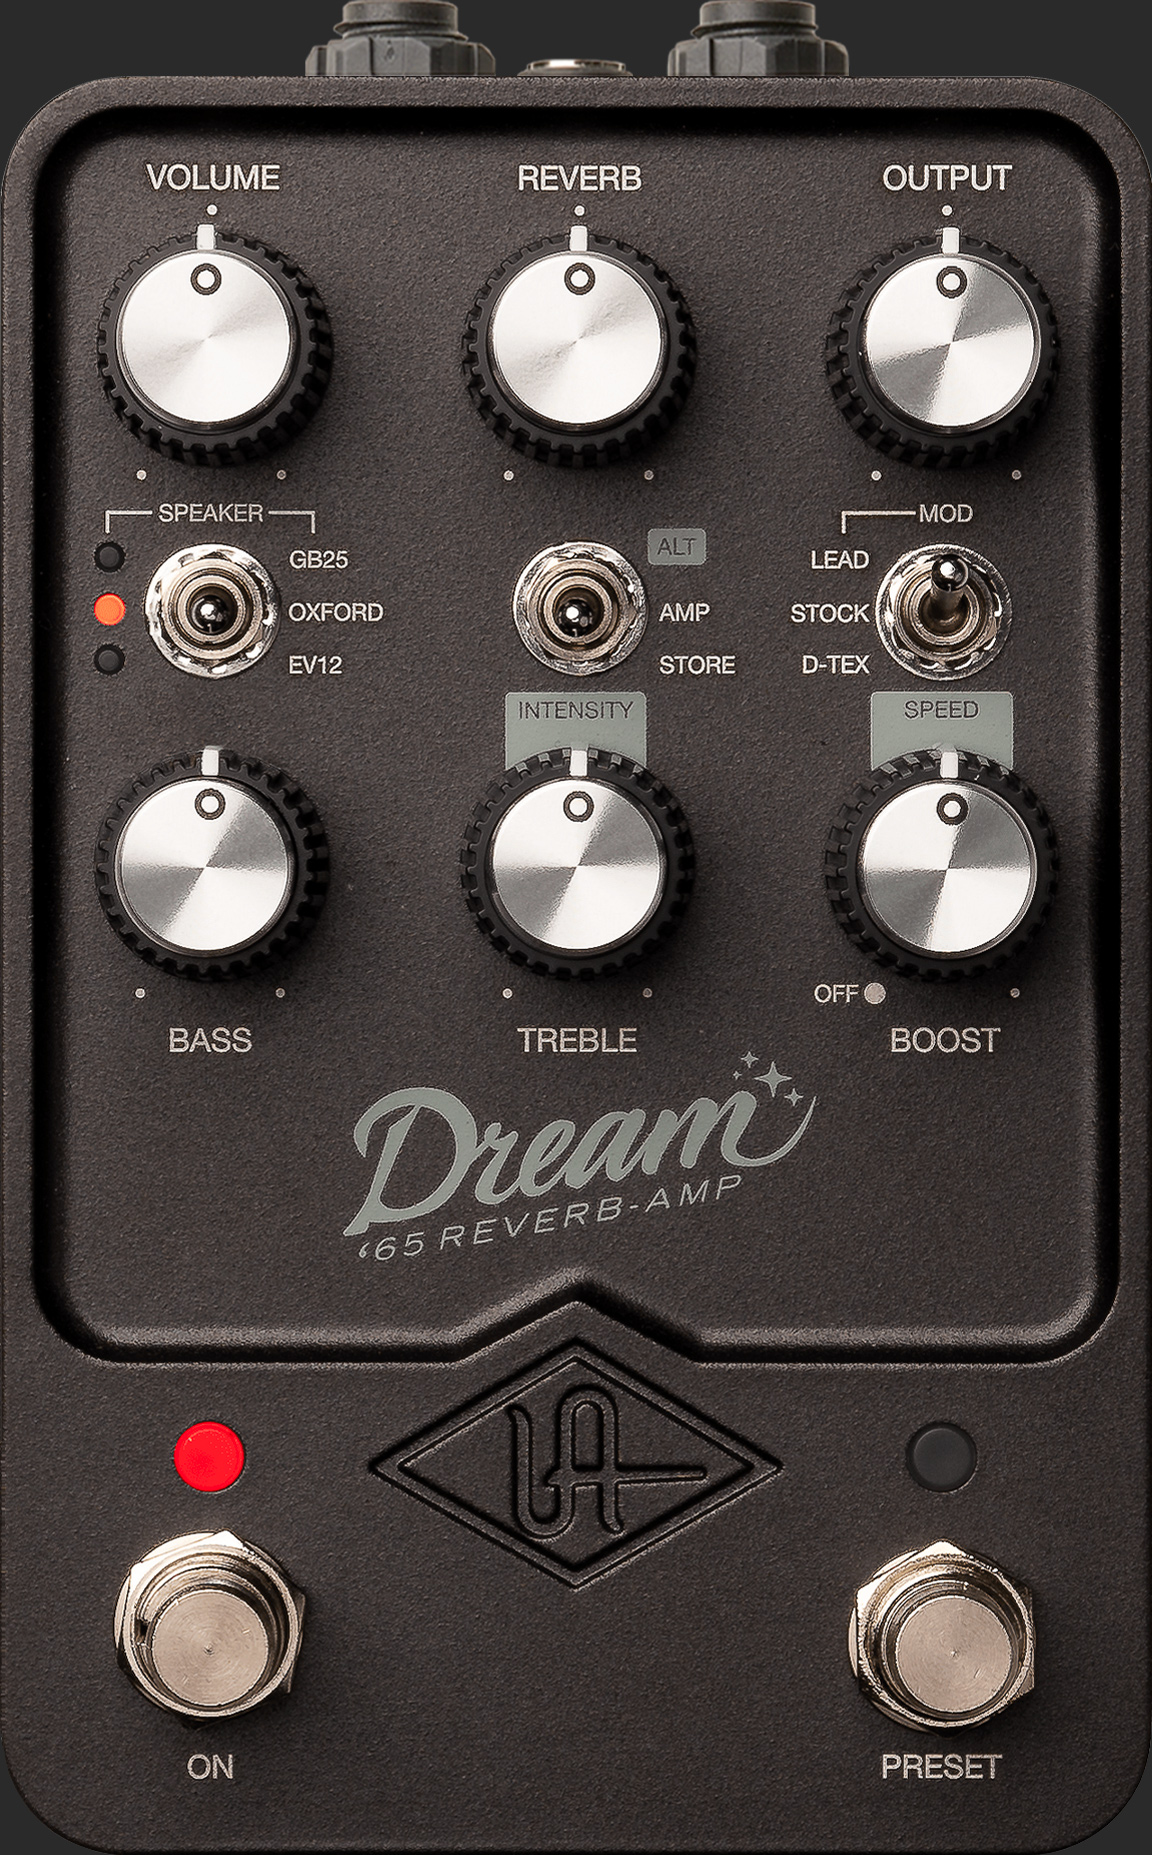 VOLUME REVERB OUTPUT
SPEAKER MOD
GB25 ALT LEAD
OXFORD AMP STOCK
EV12 STORE D-TEX
INTENSITY SPEED
OFF
BASS TREBLE BOOST
Dream
‘65 REVERB-AMP
UA
ON PRESET